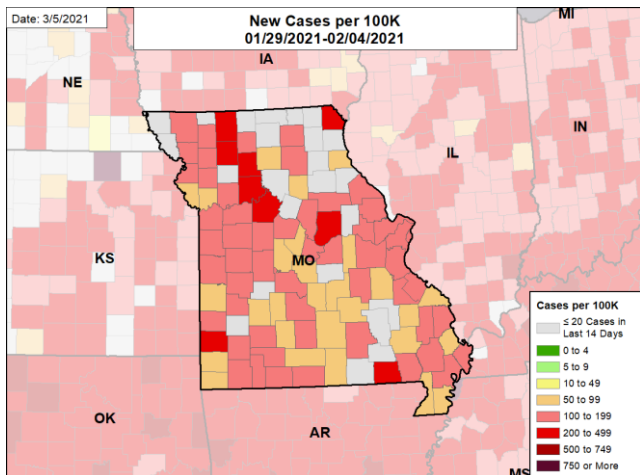 Date: 3/5/2021
New Cases per 100K
01/29/2021-02/04/2021
MI
NE
IA
IL
IN
KS
MO
OK
AR
MS
Cases per 100K
≤ 20 Cases in
Last 14 Days
0 to 4
5 to 9
10 to 49
50 to 99
100 to 199
200 to 499
500 to 749
750 or More